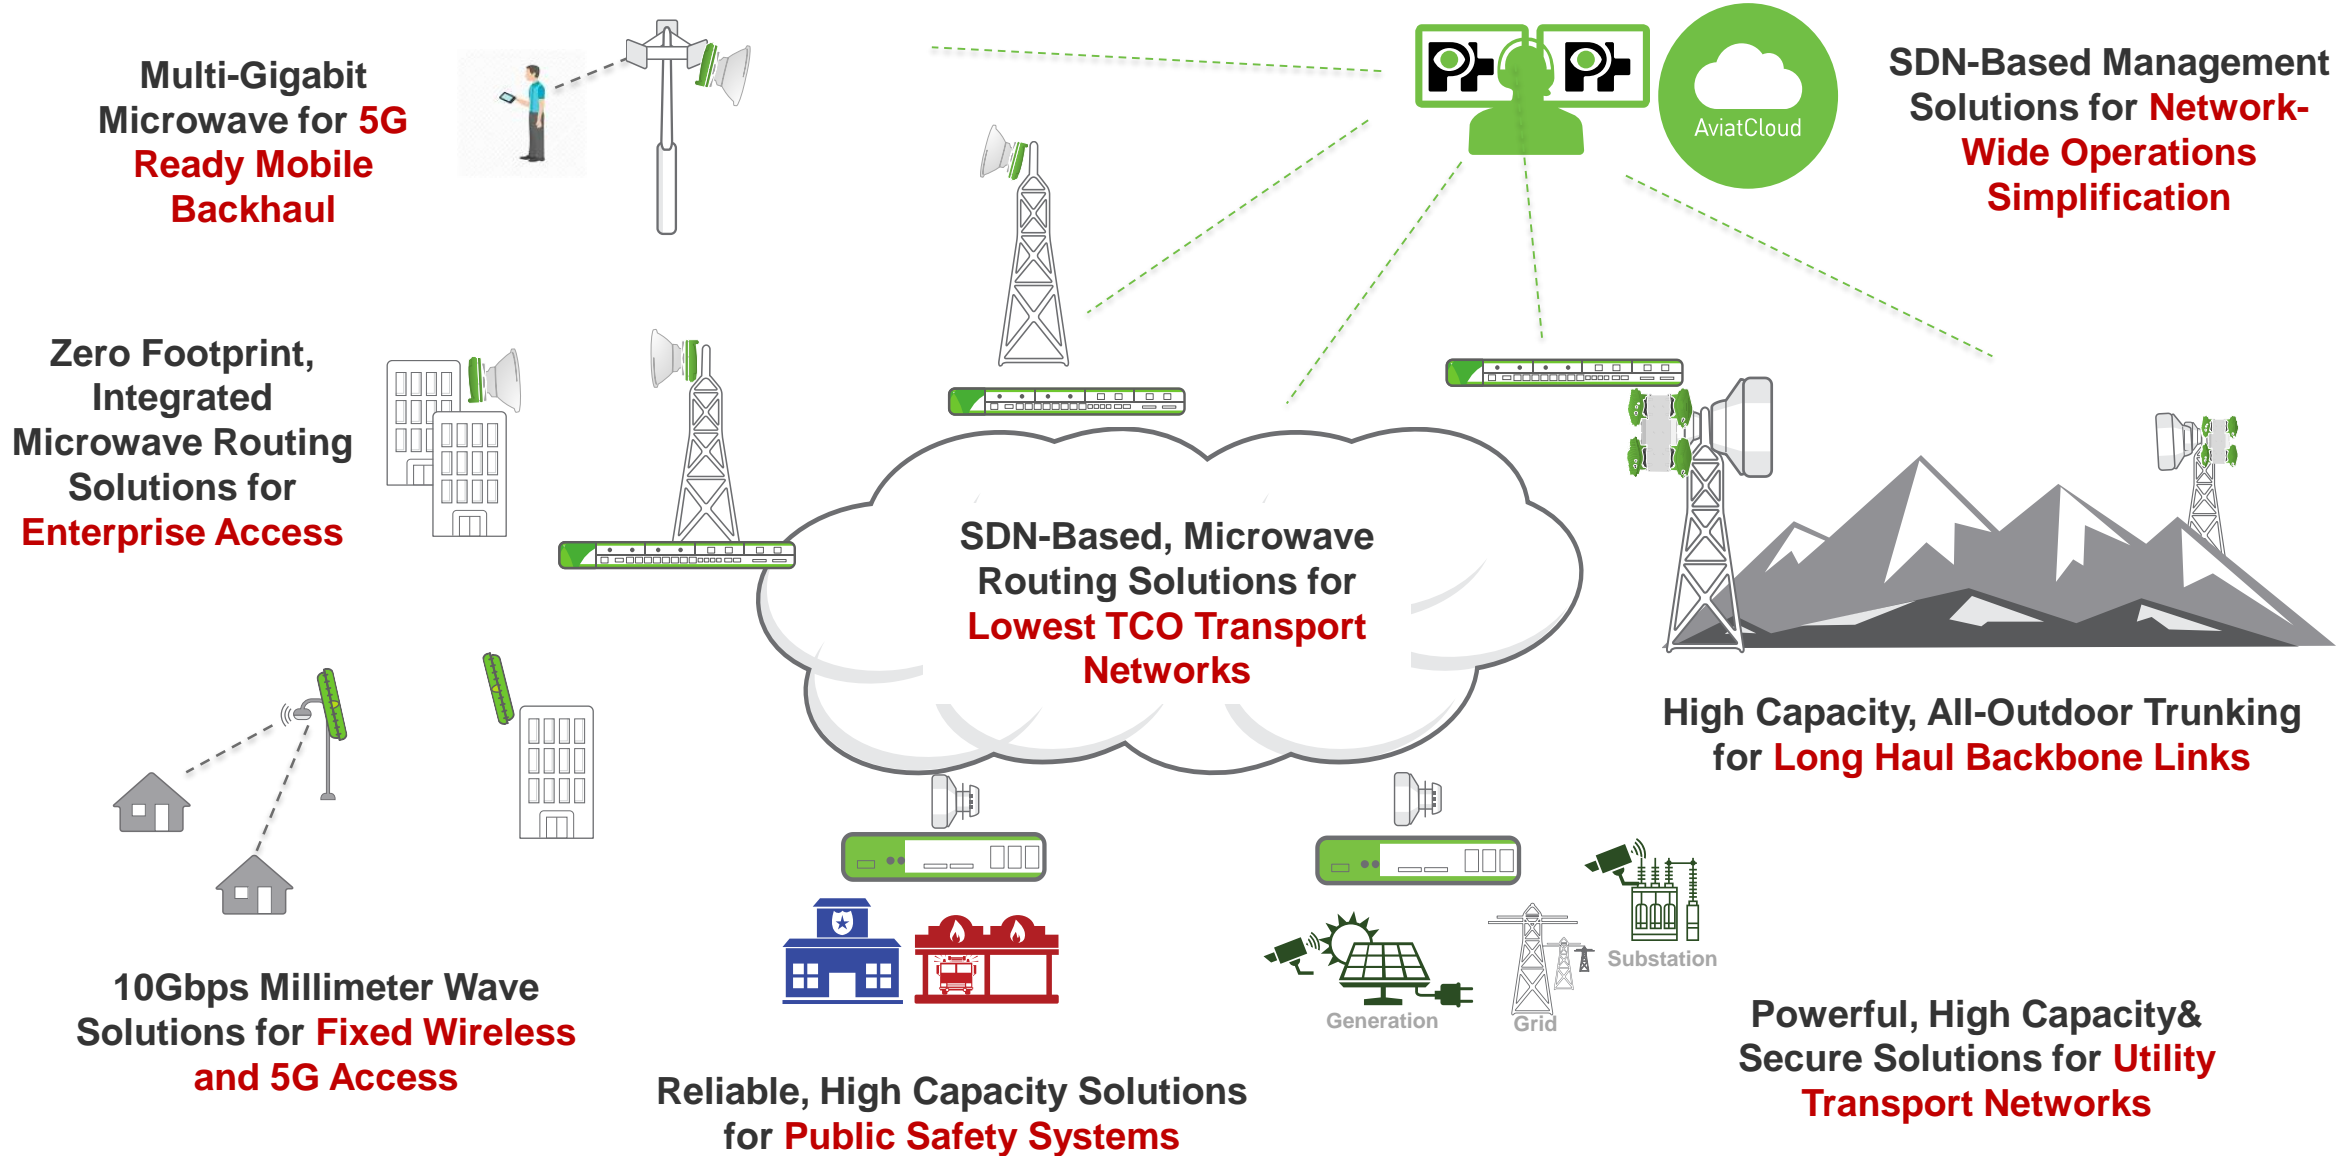 Multi-Gigabit
Microwave for 5G
Ready Mobile
Backhaul
AviatCloud
SDN-Based Management
Solutions for Network-
Wide Operations
Simplification
Zero Footprint,
Integrated
Microwave Routing
Solutions for
Enterprise Access
SDN-Based, Microwave
Routing Solutions for
Lowest TCO Transport
Networks
High Capacity, All-Outdoor Trunking
for Long Haul Backbone Links
10Gbps Millimeter Wave
Solutions for Fixed Wireless
and 5G Access
Reliable, High Capacity Solutions
for Public Safety Systems
Generation
Grid
Substation
Powerful, High Capacity&
Secure Solutions for Utility
Transport Networks